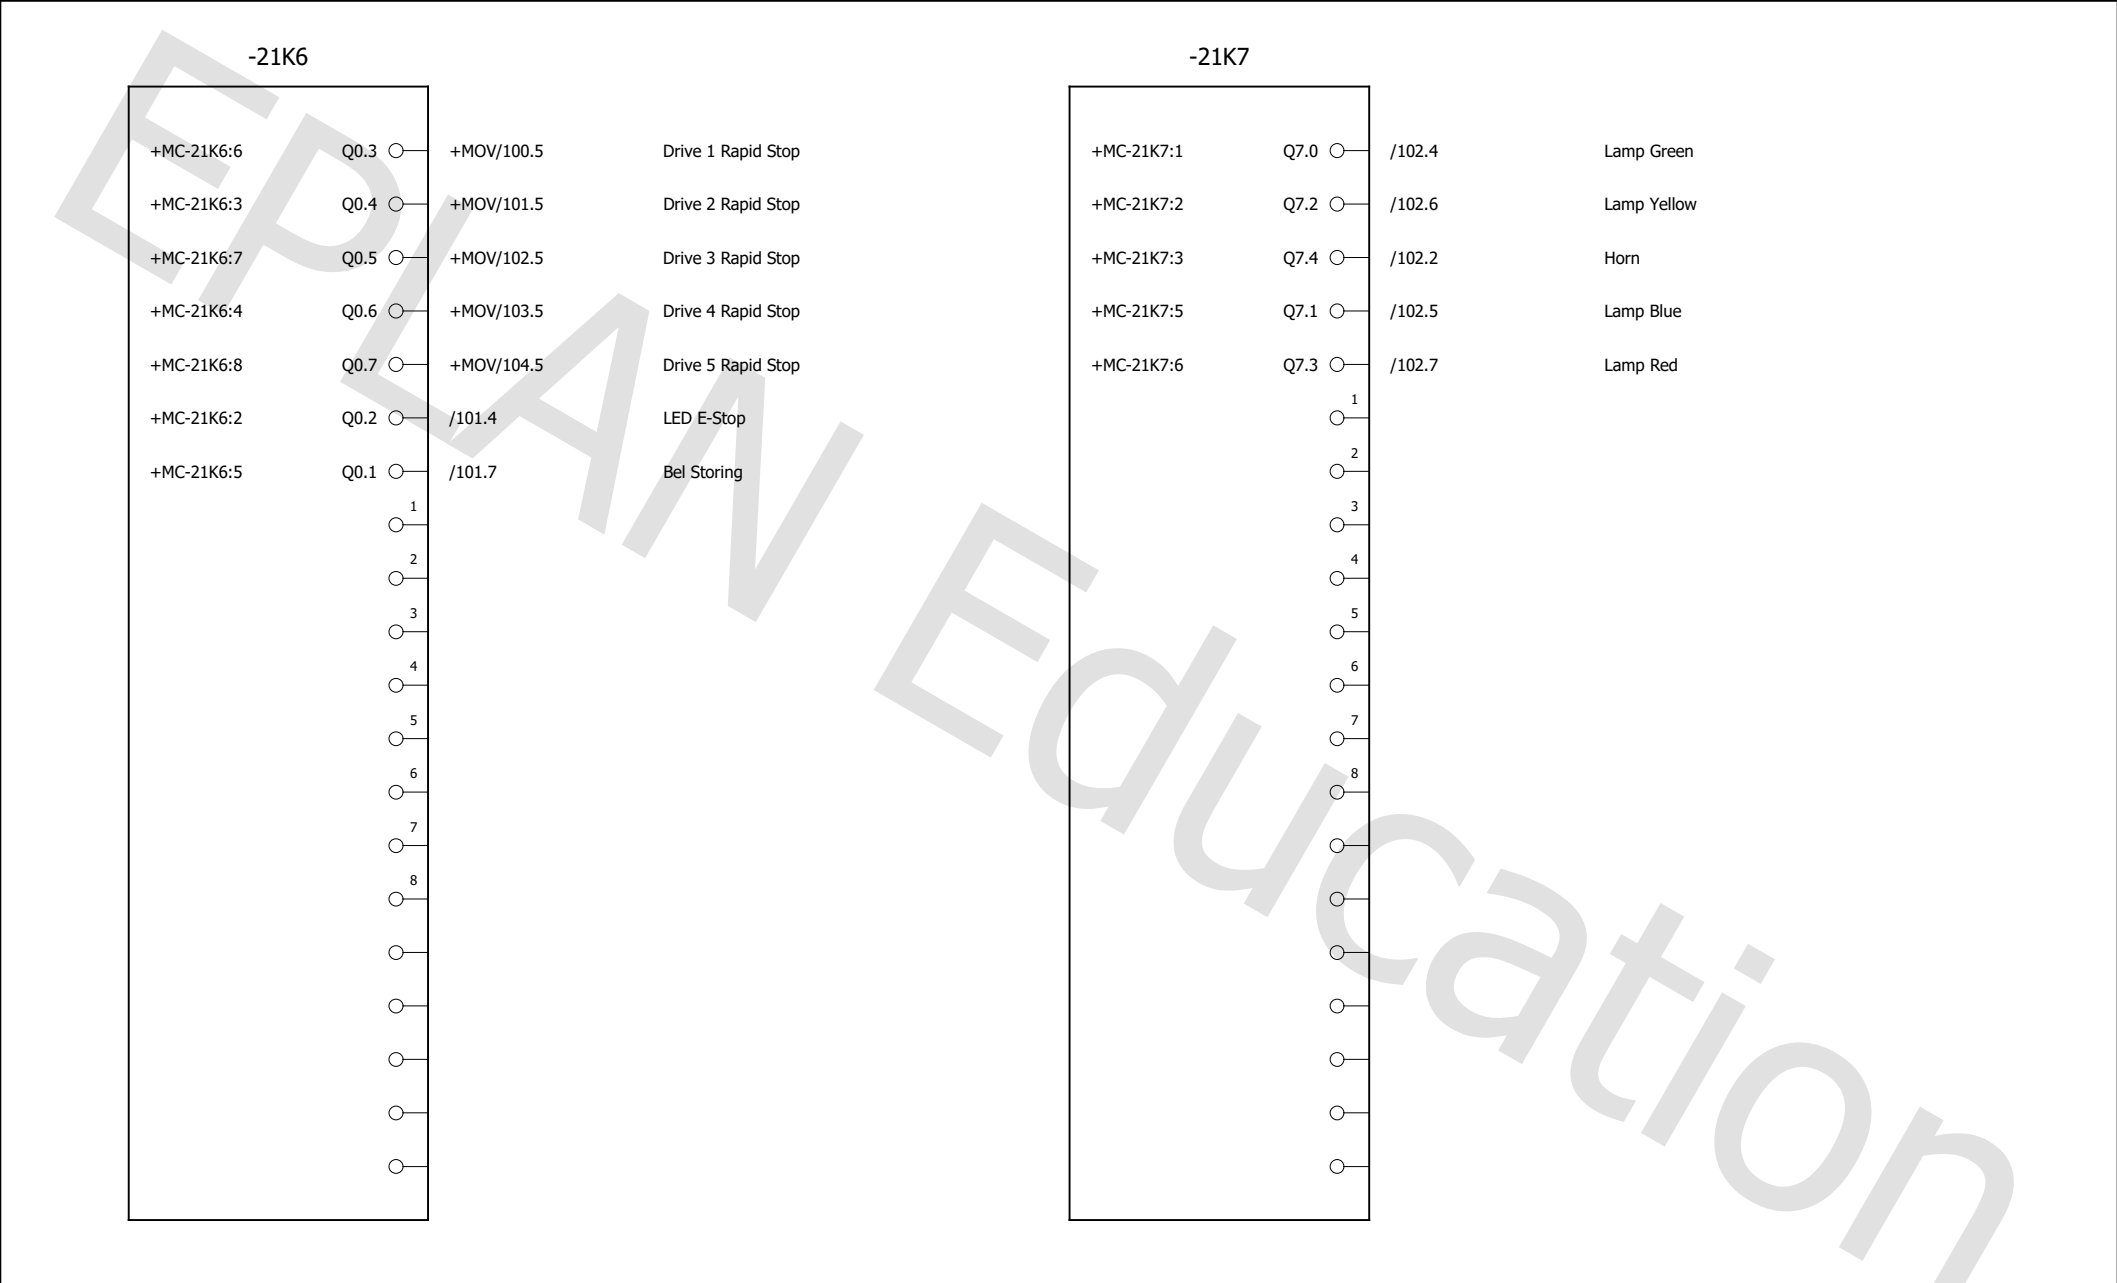 -21K6
+MC-21K6:6 Q0.3 +MOV/100.5 Drive 1 Rapid Stop
+MC-21K6:3 Q0.4 +MOV/101.5 Drive 2 Rapid Stop
+MC-21K6:7 Q0.5 +MOV/102.5 Drive 3 Rapid Stop
+MC-21K6:4 Q0.6 +MOV/103.5 Drive 4 Rapid Stop
+MC-21K6:8 Q0.7 +MOV/104.5 Drive 5 Rapid Stop
+MC-21K6:2 Q0.2 /101.4 LED E-Stop
+MC-21K6:5 Q0.1 /101.7 Bel Storing
1
2
3
4
5
6
7
8
-21K7
+MC-21K7:1 Q7.0 /102.4 Lamp Green
+MC-21K7:2 Q7.2 /102.6 Lamp Yellow
+MC-21K7:3 Q7.4 /102.2 Horn
+MC-21K7:5 Q7.1 /102.5 Lamp Blue
+MC-21K7:6 Q7.3 /102.7 Lamp Red
1
2
3
4
5
6
7
8
EPLAN Education